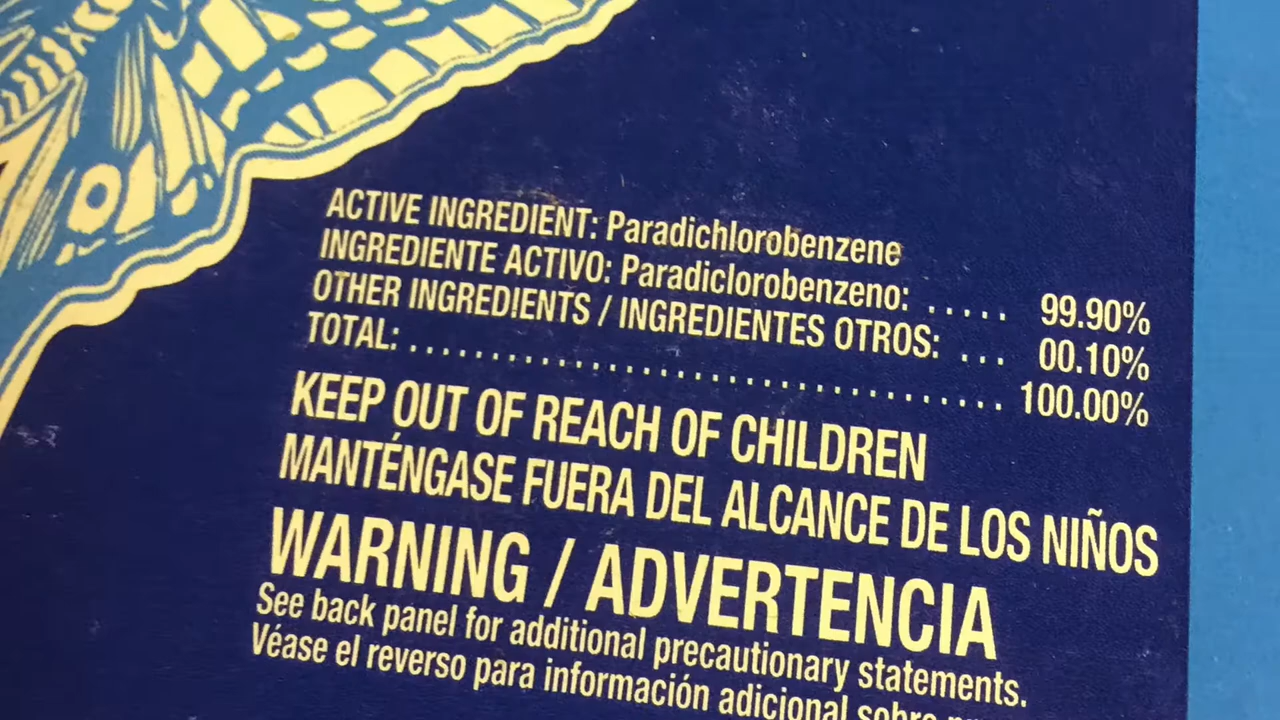 ACTIVE INGREDIENT: Paradichlorobenzene
INGREDIENTE ACTIVO: Paradiclorobenzeno: ..... 99.90%
OTHER INGREDIENTS / INGREDIENTES OTROS: ... 00.10%
TOTAL: ................................... 100.00%
KEEP OUT OF REACH OF CHILDREN
MANTÉNGASE FUERA DEL ALCANCE DE LOS NIÑOS
WARNING / ADVERTENCIA
See back panel for additional precautionary statements.
Véase el reverso para información adicional sobre